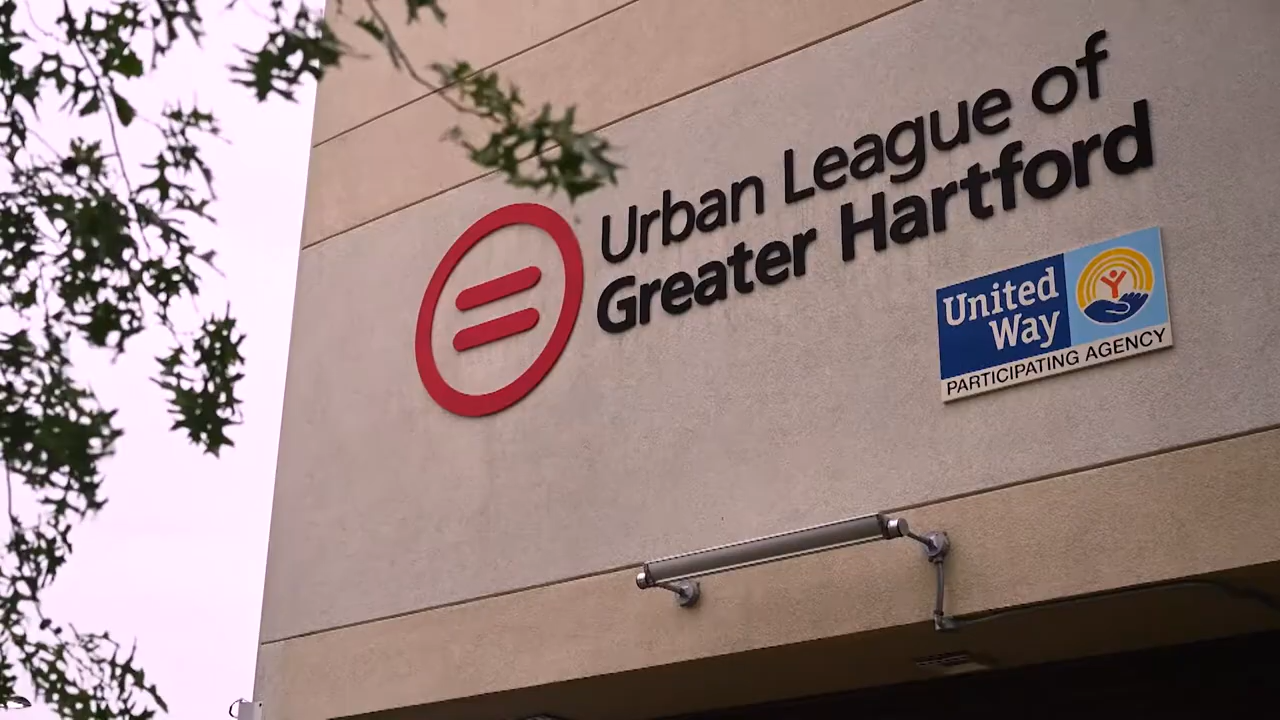 Urban League of
Greater Hartford
United
Way
PARTICIPATING AGENCY